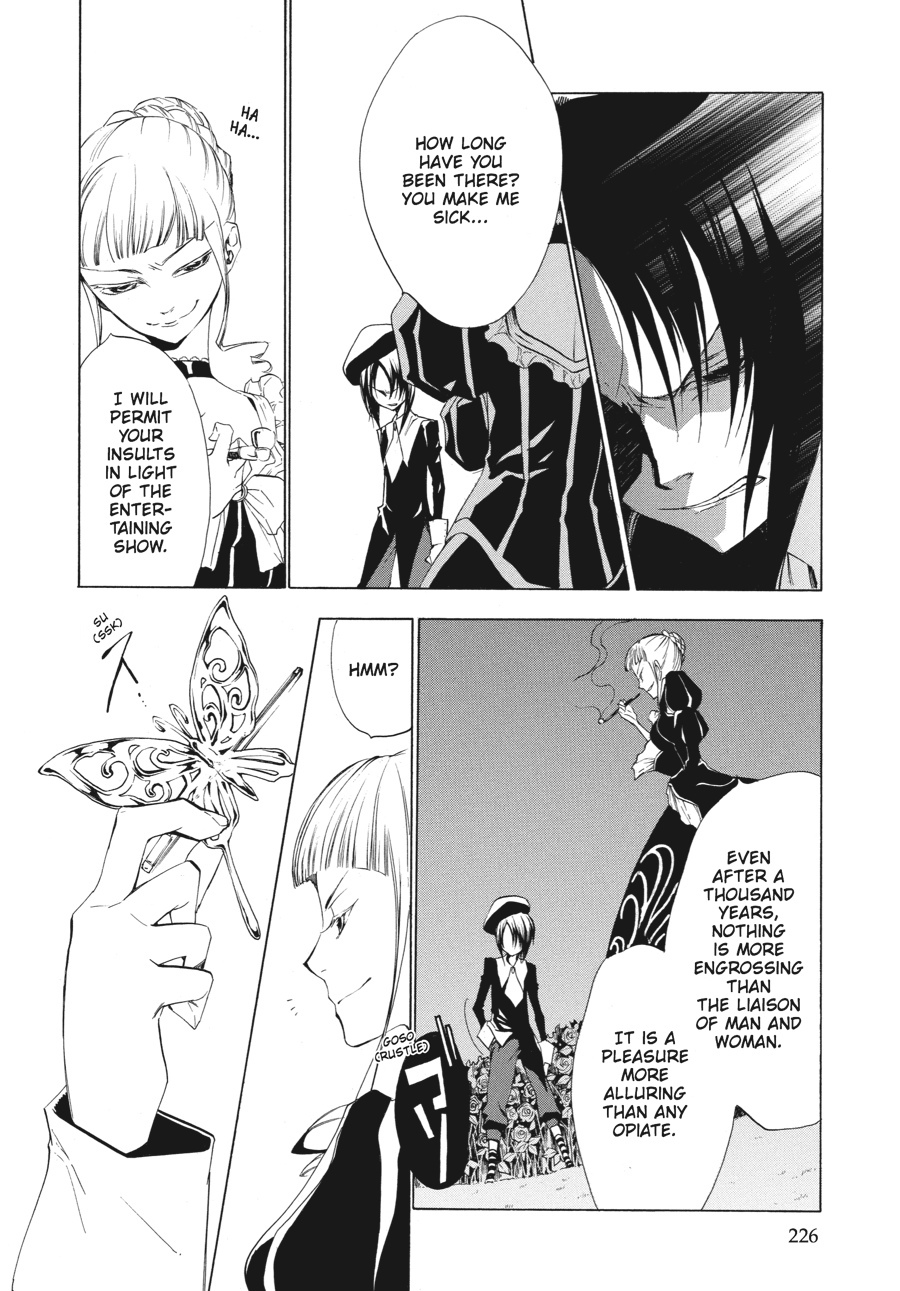 HOW LONG
HAVE YOU
BEEN THERE?
YOU MAKE ME
SICK...
HA
HA...
I WILL
PERMIT
YOUR
INSULTS
IN LIGHT
OF THE
ENTER-
TAINING
SHOW.
EVEN
AFTER A
THOUSAND
YEARS,
NOTHING
IS MORE
ENGROSSING
THAN
THE LIAISON
OF MAN AND
WOMAN.
IT IS A
PLEASURE
MORE
ALLURING
THAN ANY
OPIATE.
HMM?
GOSO
(RUSTLE)
SU
(SSK)
ス...
226